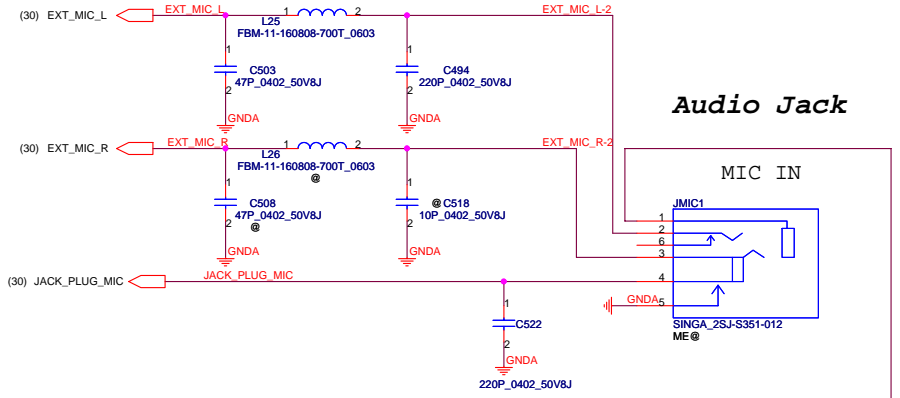 (30) EXT_MIC_L EXT_MIC_L 1 L25 2 EXT_MIC_L-2
FBM-11-160808-700T_0603
1 1
C503 C494
47P_0402_50V8J 220P_0402_50V8J
2 2
GNDA GNDA
Audio Jack
(30) EXT_MIC_R EXT_MIC_R 1 L26 2 EXT_MIC_R-2
FBM-11-160808-700T_0603
@
MIC IN
1 1
C508 @ C518
47P_0402_50V8J 10P_0402_50V8J
2 @ 2
GNDA GNDA
JMIC1
1
2
6
3
(30) JACK_PLUG_MIC JACK_PLUG_MIC 4
GNDA 5
1
C522
2
GNDA
220P_0402_50V8J
SINGA_2SJ-S351-012
ME@